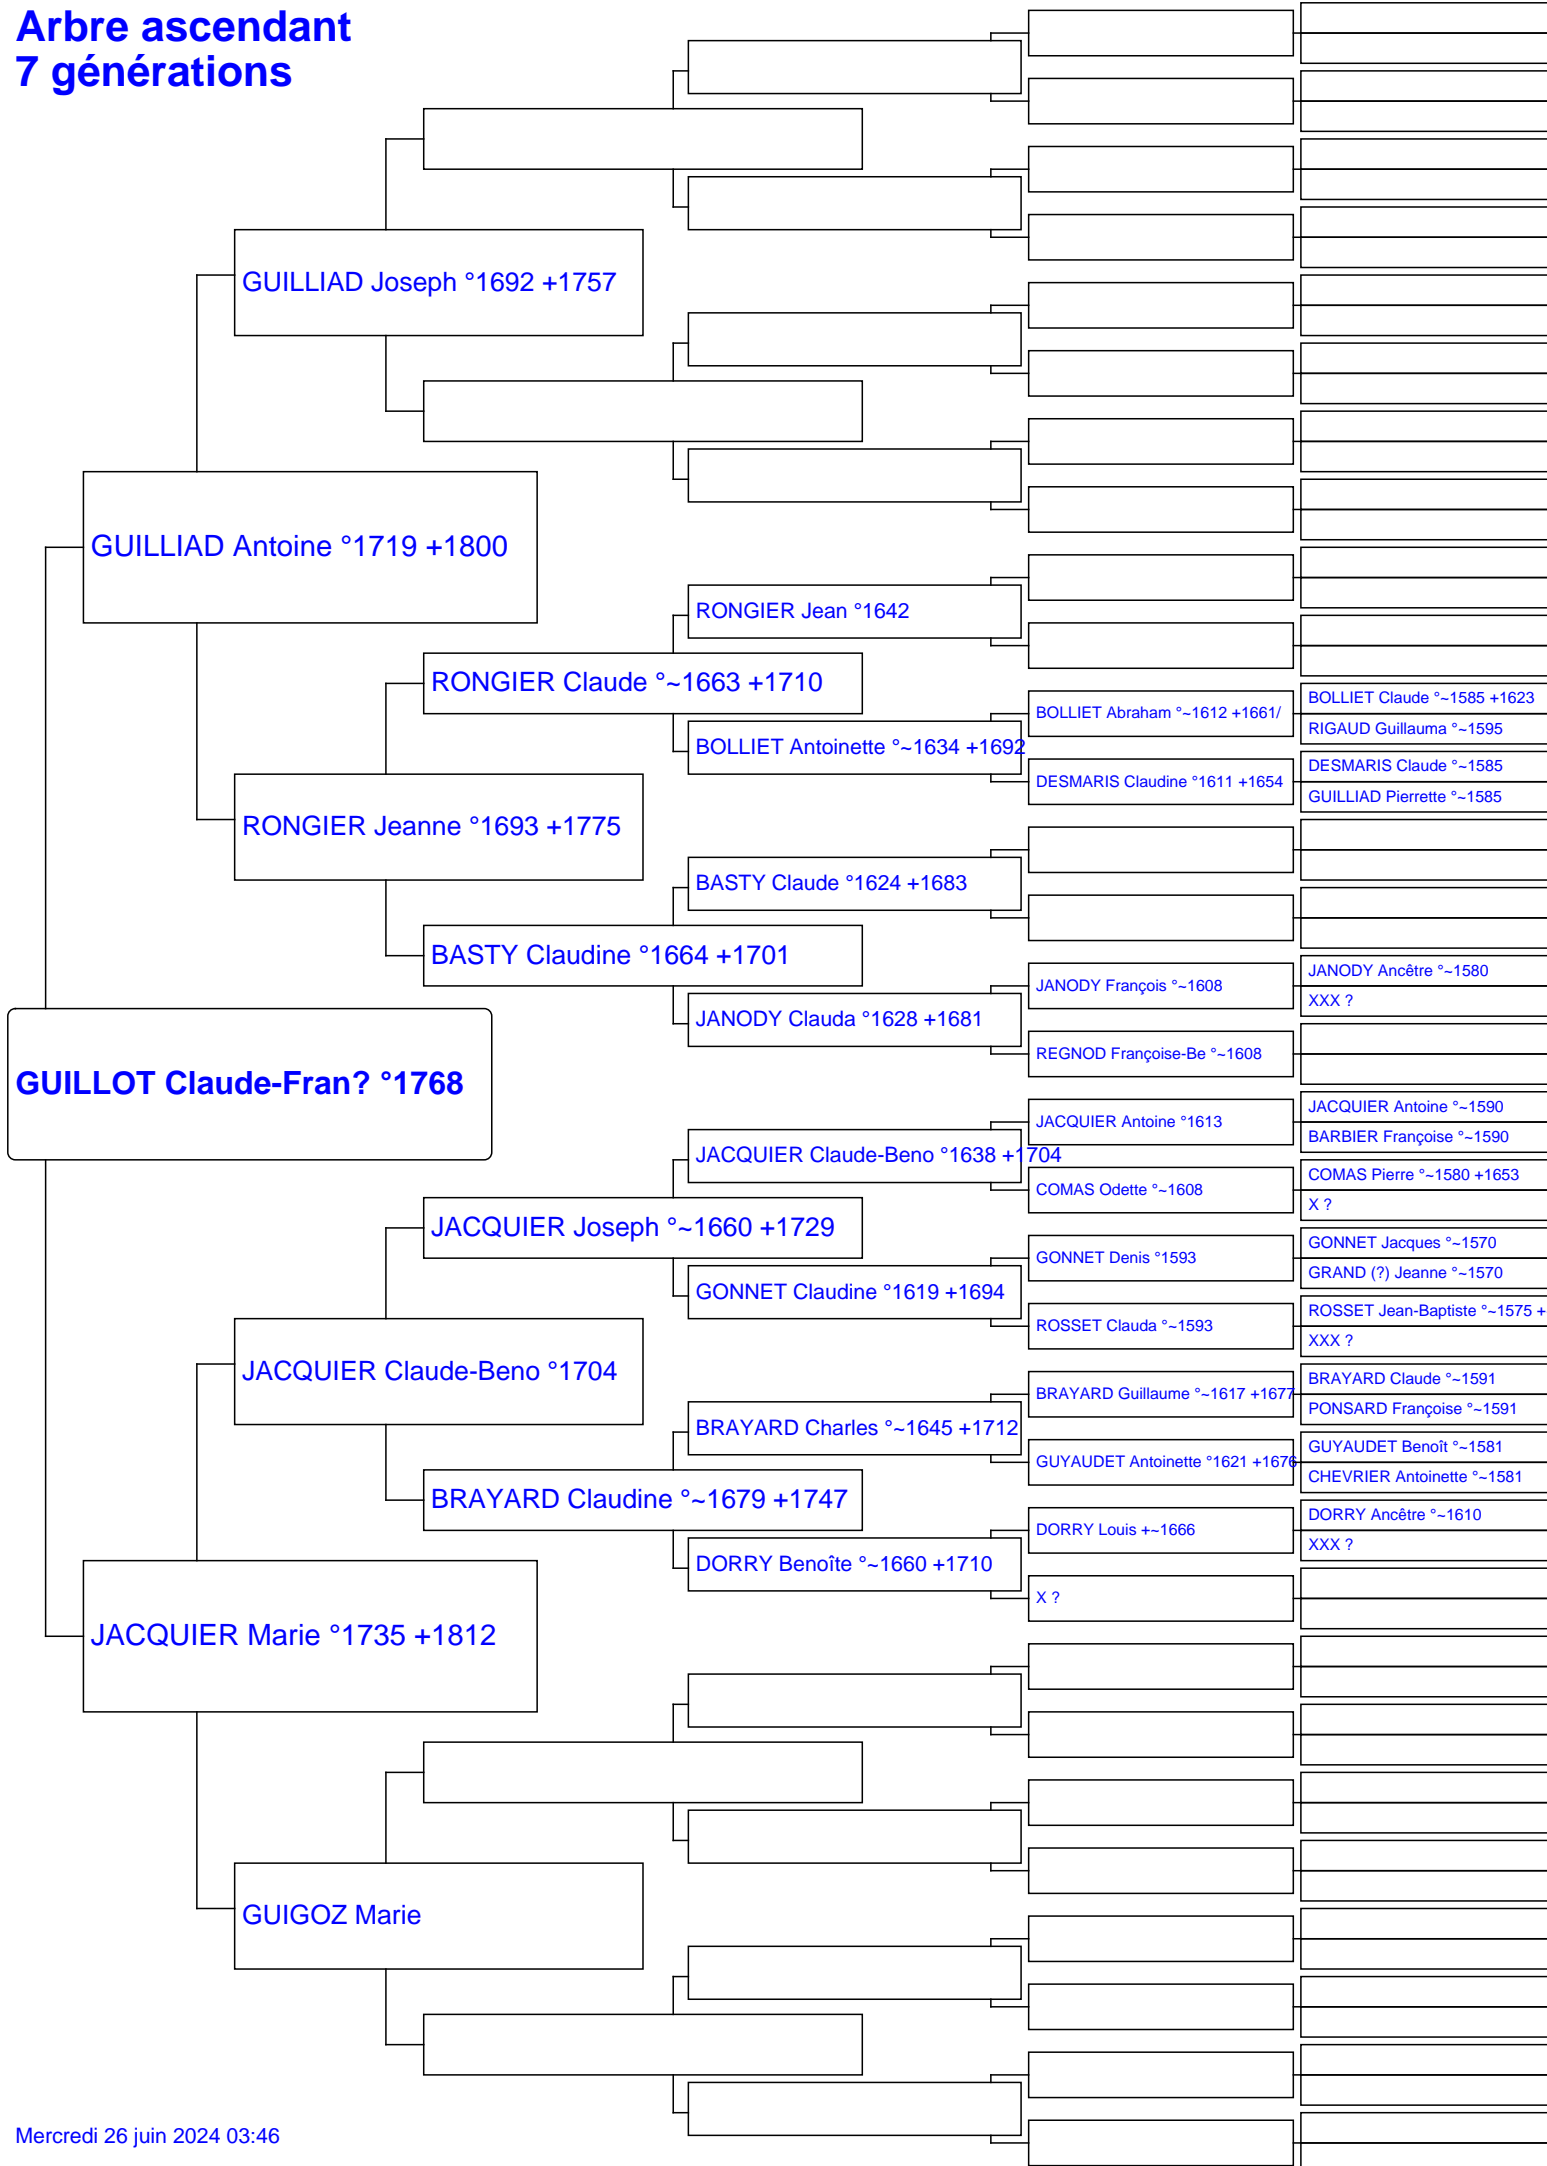 Arbre ascendant
7 générations
GUILLIAD Joseph °1692 +1757
GUILLIAD Antoine °1719 +1800
RONGIER Jean °1642
RONGIER Claude °~1663 +1710
BOLLIET Abraham °~1612 +1661/
BOLLIET Claude °~1585 +1623
RIGAUD Guillauma °~1595
BOLLIET Antoinette °~1634 +1692
DESMARIS Claudine °1611 +1654
DESMARIS Claude °~1585
GUILLIAD Pierrette °~1585
RONGIER Jeanne °1693 +1775
BASTY Claude °1624 +1683
BASTY Claudine °1664 +1701
JANODY François °~1608
JANODY Ancêtre °~1580
XXX ?
JANODY Clauda °1628 +1681
REGNOD Françoise-Be °~1608
GUILLOT Claude-Fran? °1768
JACQUIER Antoine °1613
JACQUIER Antoine °~1590
BARBIER Françoise °~1590
JACQUIER Claude-Beno °1638 +1704
COMAS Odette °~1608
COMAS Pierre °~1580 +1653
X ?
JACQUIER Joseph °~1660 +1729
GONNET Denis °1593
GONNET Jacques °~1570
GRAND (?) Jeanne °~1570
GONNET Claudine °1619 +1694
ROSSET Clauda °~1593
ROSSET Jean-Baptiste °~1575 +
XXX ?
JACQUIER Claude-Beno °1704
BRAYARD Guillaume °~1617 +1677
BRAYARD Claude °~1591
PONSARD Françoise °~1591
BRAYARD Charles °~1645 +1712
GUYAUDET Antoinette °1621 +1676
GUYAUDET Benoît °~1581
CHEVRIER Antoinette °~1581
BRAYARD Claudine °~1679 +1747
DORRY Louis +~1666
DORRY Ancêtre °~1610
XXX ?
DORRY Benoîte °~1660 +1710
X ?
JACQUIER Marie °1735 +1812
GUIGOZ Marie
Mercredi 26 juin 2024 03:46